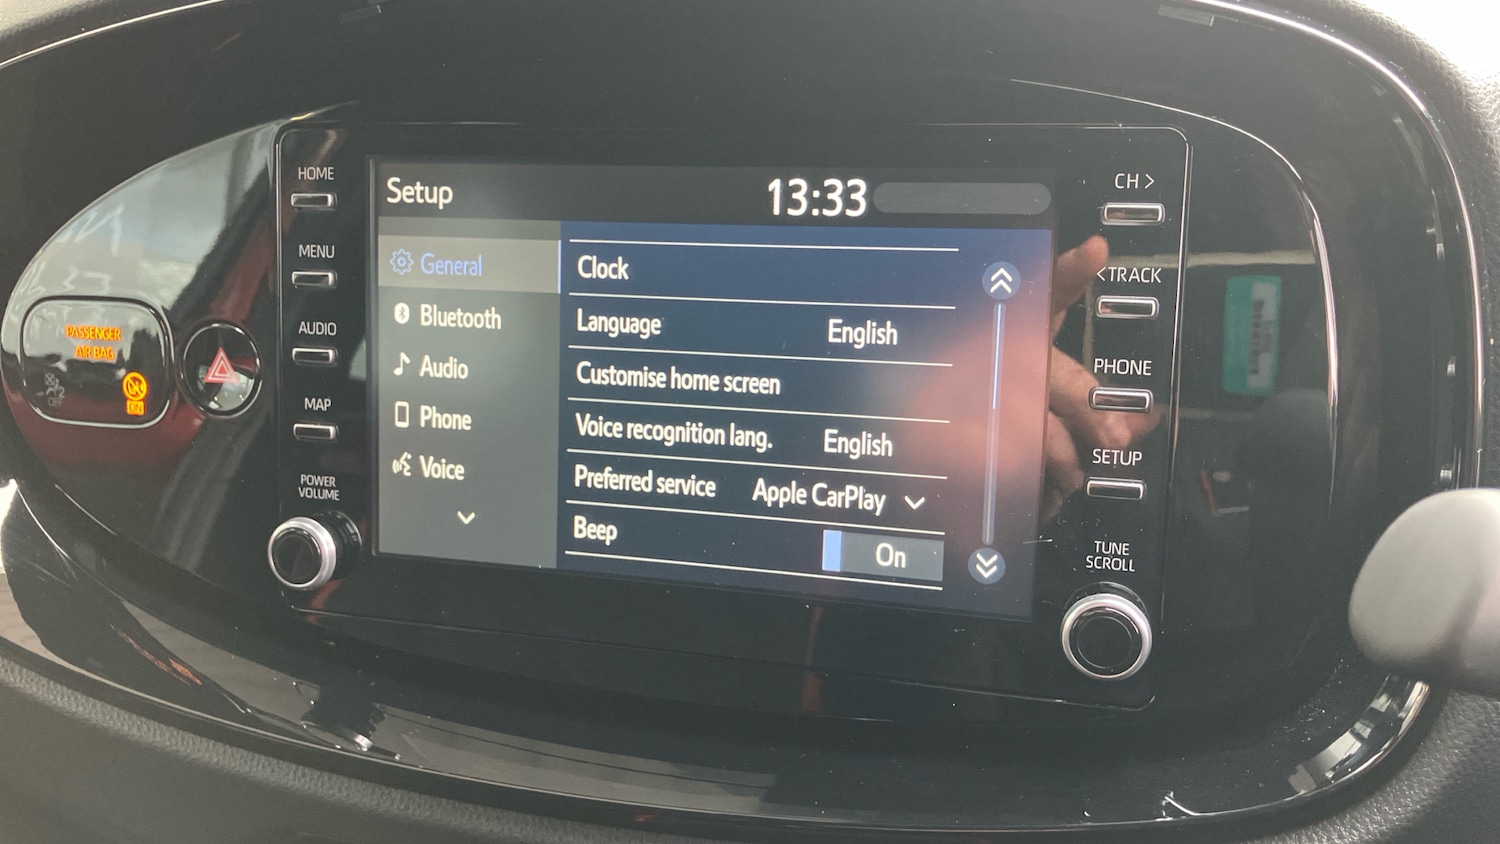 HOME
MENU
AUDIO
MAP
POWER
VOLUME
PASSENGER
AIR BAG
ON
Setup
13:33
General
Bluetooth
Audio
Phone
Voice
Clock
Language English
Customise home screen
Voice recognition lang. English
Preferred service Apple CarPlay
Beep On
CH >
< TRACK
PHONE
SETUP
TUNE
SCROLL